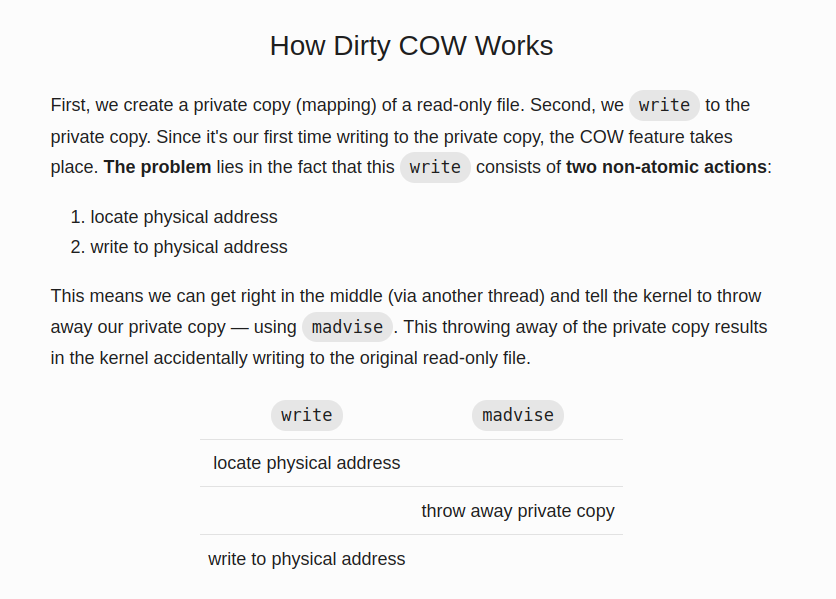 How Dirty COW Works
First, we create a private copy (mapping) of a read-only file. Second, we write to the
private copy. Since it's our first time writing to the private copy, the COW feature takes
place. The problem lies in the fact that this write consists of two non-atomic actions:
1. locate physical address
2. write to physical address
This means we can get right in the middle (via another thread) and tell the kernel to throw
away our private copy — using madvise. This throwing away of the private copy results
in the kernel accidentally writing to the original read-only file.
write madvise
locate physical address
throw away private copy
write to physical address